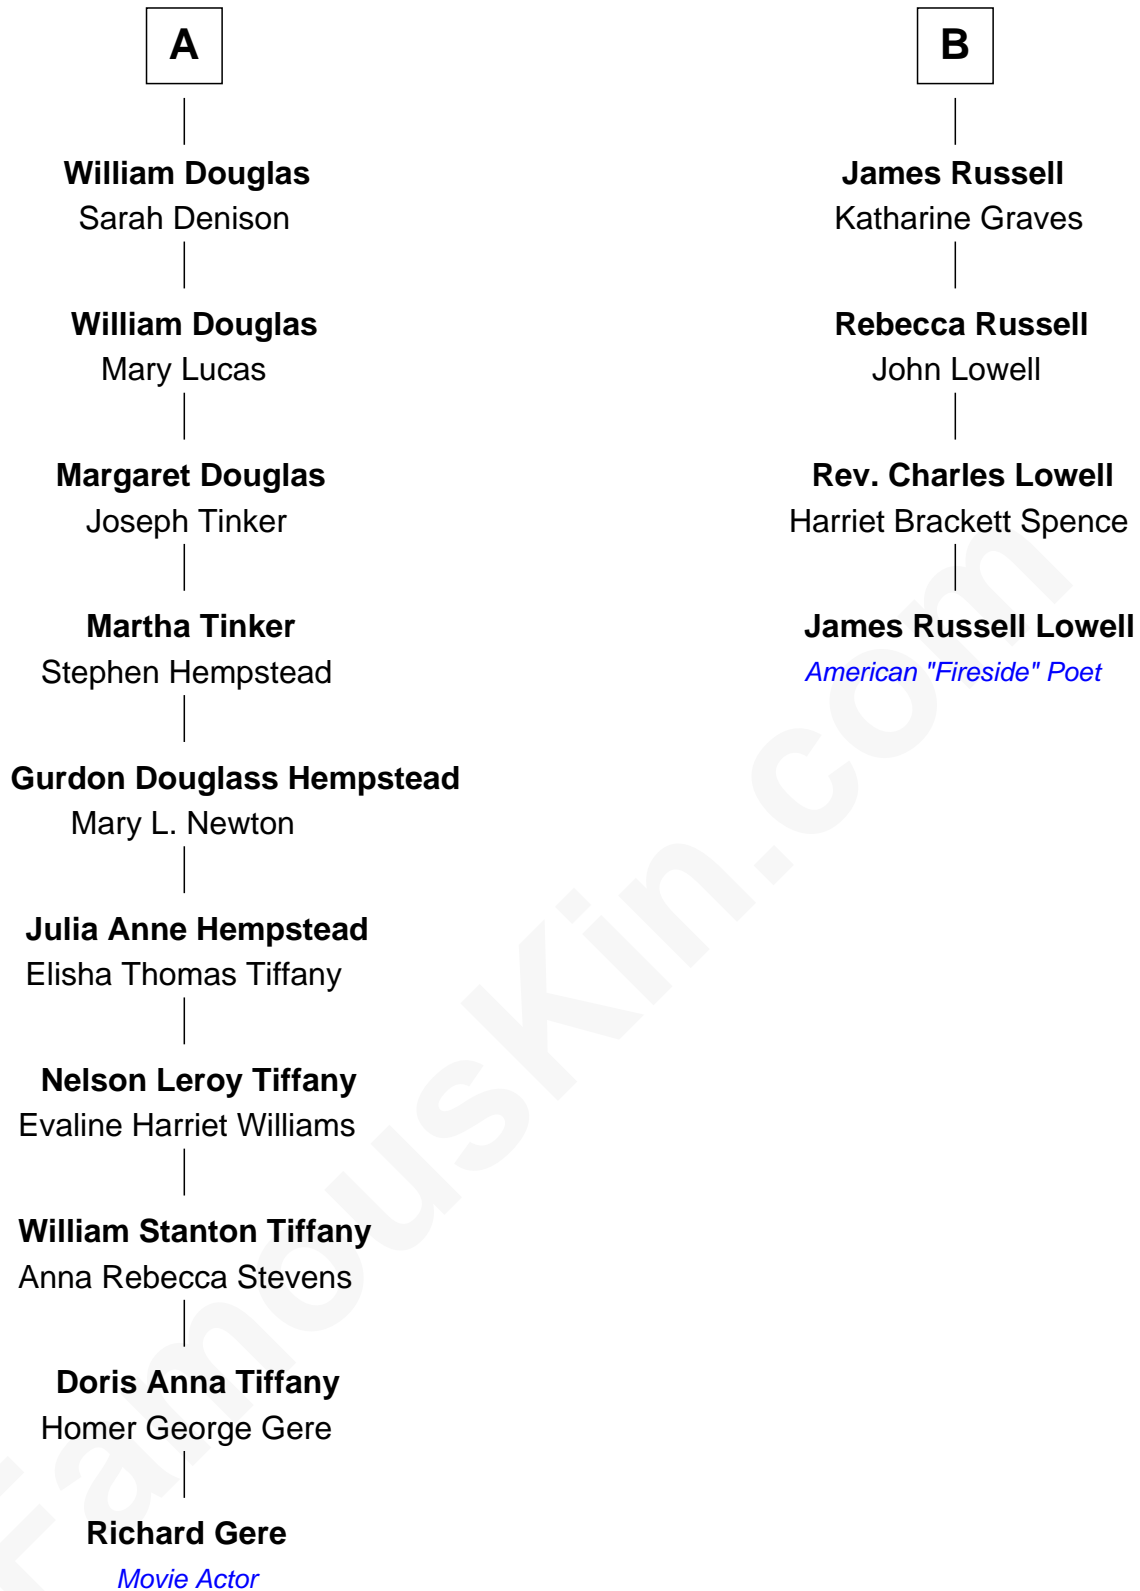 A
William Douglas
Sarah Denison
William Douglas
Mary Lucas
Margaret Douglas
Joseph Tinker
Martha Tinker
Stephen Hempstead
Gurdon Douglass Hempstead
Mary L. Newton
Julia Anne Hempstead
Elisha Thomas Tiffany
Nelson Leroy Tiffany
Evaline Harriet Williams
William Stanton Tiffany
Anna Rebecca Stevens
Doris Anna Tiffany
Homer George Gere
Richard Gere
Movie Actor
B
James Russell
Katharine Graves
Rebecca Russell
John Lowell
Rev. Charles Lowell
Harriet Brackett Spence
James Russell Lowell
American "Fireside" Poet
FamousKin.com